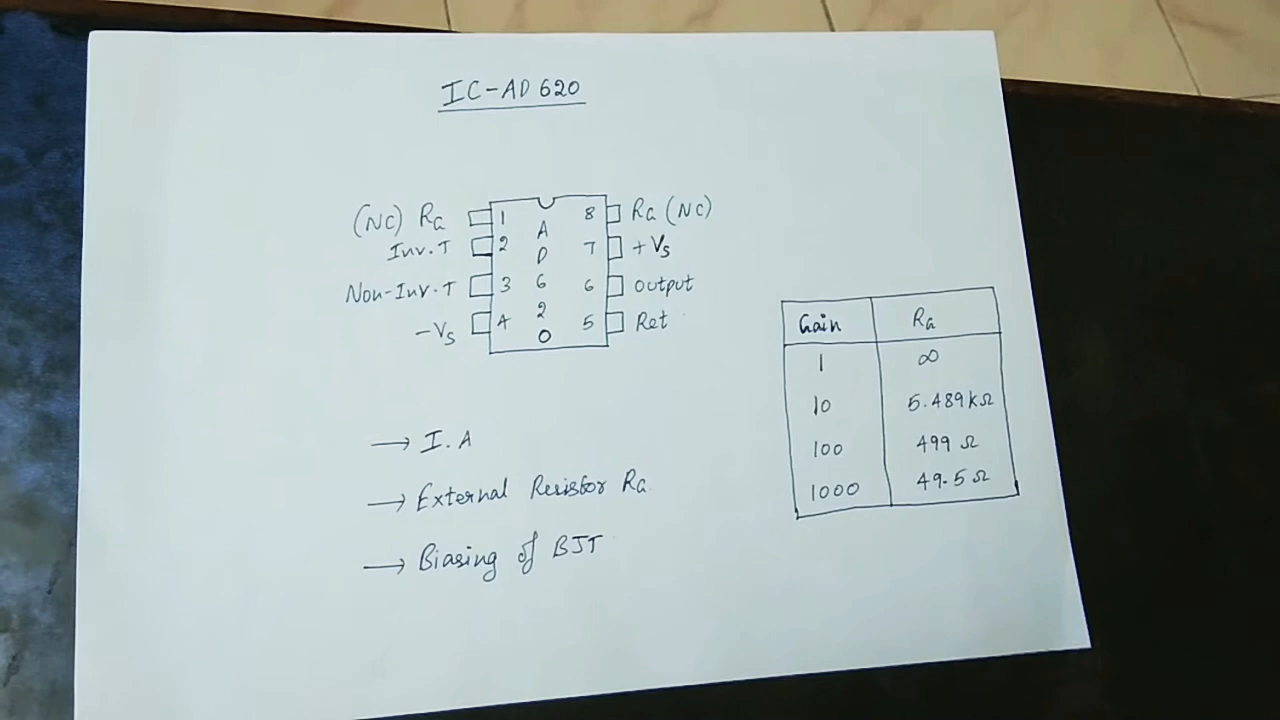 IC-AD620
(NC) RG 1 A 8 RG (NC)
Inv.T 2 D 7 +Vs
Non-Inv.T 3 6 6 Output
-Vs 4 2 5 Ret
0
Gain RG
1 ∞
10 5.489kΩ
100 499 Ω
1000 49.5Ω
→ I.A
→ External Resistor RG
→ Biasing of BJT